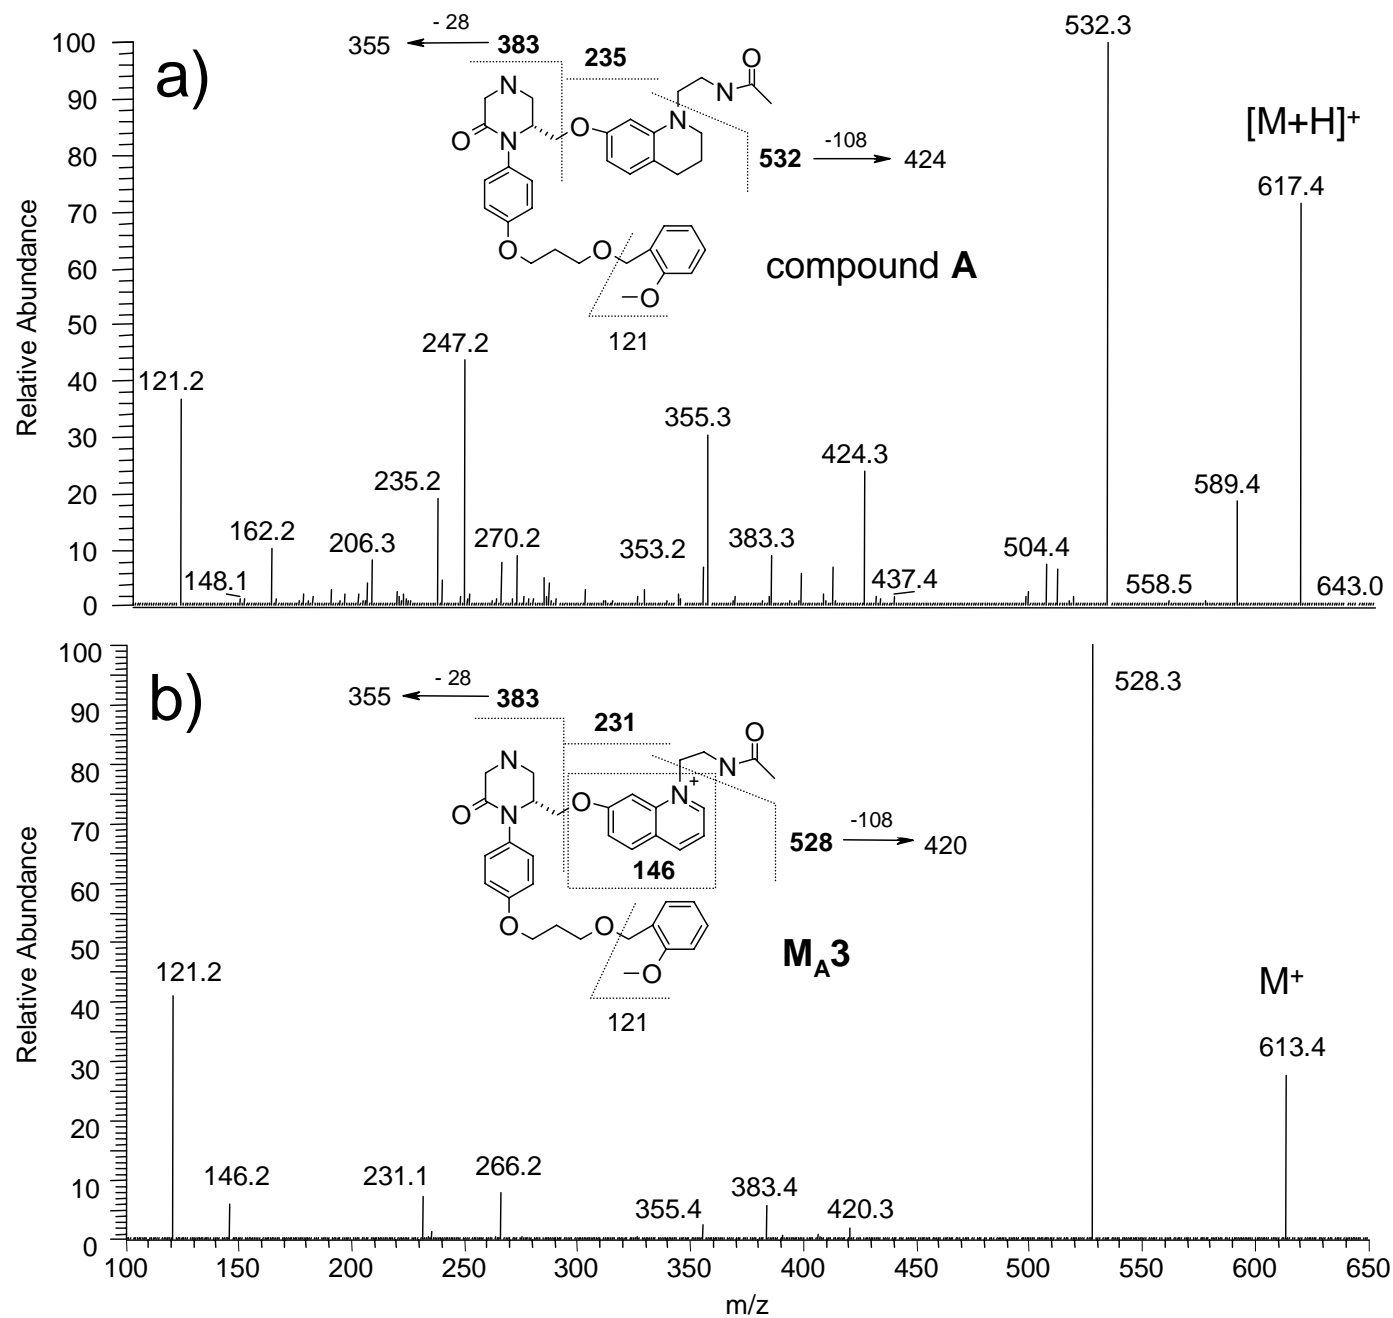 a)
355
- 28
383
235
532
-108
424
N
O
N
O
N
N
O
O
O
O
121
compound A
[M+H]+
Relative Abundance
100
90
80
70
60
50
40
30
20
10
0
121.2
148.1
162.2
206.3
235.2
247.2
270.2
353.2
355.3
383.3
424.3
437.4
504.4
532.3
558.5
589.4
617.4
643.0
b)
355
- 28
383
231
528
-108
420
146
N
O
N
O
N
+
N
O
O
O
O
121
MA3
M+
Relative Abundance
100
90
80
70
60
50
40
30
20
10
0
121.2
146.2
231.1
266.2
355.4
383.4
420.3
528.3
613.4
100 150 200 250 300 350 400 450 500 550 600 650
m/z